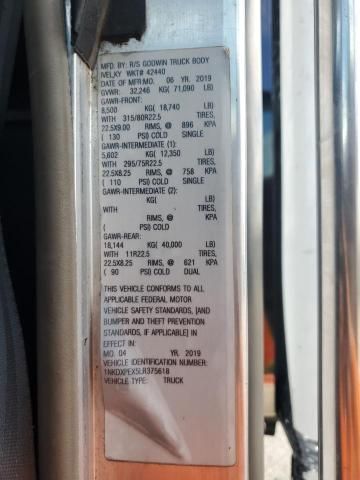 MFD. BY: R/S GODWIN TRUCK BODY
IVEL,KY WKT# 42440
DATE OF MFR:MO. 06 YR. 2019
GVWR: 32,246 KG( 71,090 LB)
GAWR-FRONT:
8,500 KG( 18,740 LB)
WITH 315/80R22.5 TIRES,
22.5X9.00 RIMS, @ 896 KPA
( 130 PSI) COLD SINGLE
GAWR-INTERMEDIATE (1):
5,602 KG( 12,350 LB)
WITH 295/75R22.5 TIRES,
22.5X8.25 RIMS, @ 758 KPA
( 110 PSI) COLD SINGLE
GAWR-INTERMEDIATE (2):
KG( LB)
WITH TIRES,
RIMS, @ KPA
( PSI) COLD
GAWR-REAR:
18,144 KG( 40,000 LB)
WITH 11R22.5 TIRES,
22.5X8.25 RIMS, @ 621 KPA
( 90 PSI) COLD DUAL
THIS VEHICLE CONFORMS TO ALL
APPLICABLE FEDERAL MOTOR
VEHICLE SAFETY STANDARDS, [AND
BUMPER AND THEFT PREVENTION
STANDARDS, IF APPLICABLE] IN
EFFECT IN
MO. 04 YR. 2019
VEHICLE IDENTIFICATION NUMBER:
1NKDXPEX5LR375618
VEHICLE TYPE: TRUCK